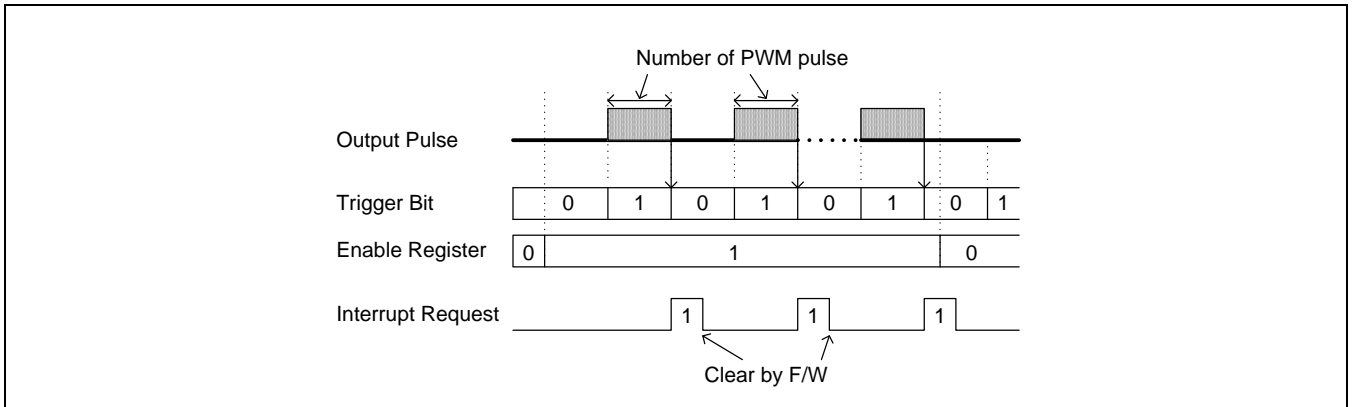 Number of PWM pulse
Output Pulse
Trigger Bit 0 1 0 1 0 1 0 1
Enable Register 0 1 0
Interrupt Request 1 1 1
Clear by F/W